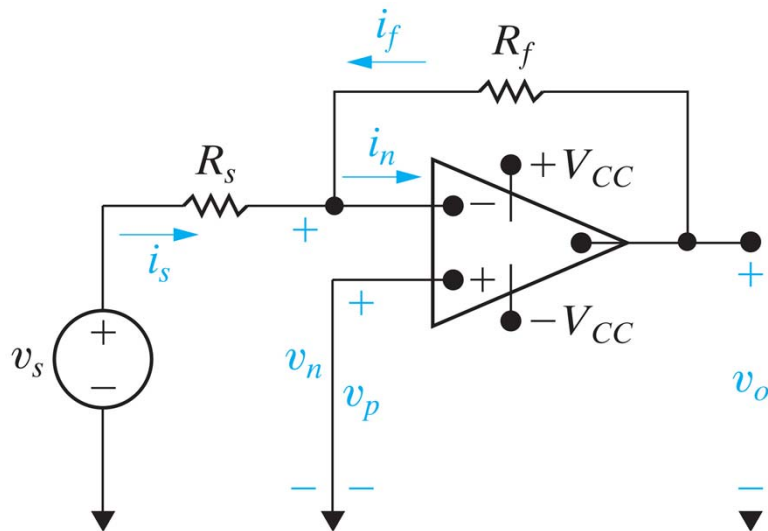 i_f
R_f
R_s
i_n
+V_CC
−
+
i_s
+
+
−V_CC
+
v_s
−
v_n
v_p
+
v_o
−
−
−